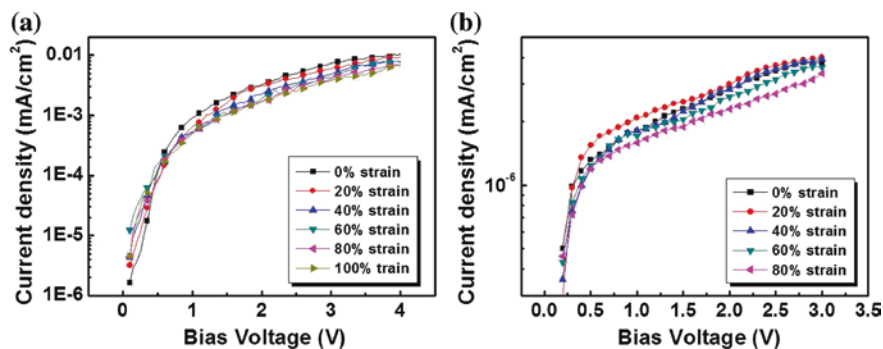 (a)
Current density (mA/cm²)
0.01
1E-3
1E-4
1E-5
1E-6
0
1
2
3
4
Bias Voltage (V)
0% strain
20% strain
40% strain
60% strain
80% strain
100% train
(b)
Current density (mA/cm²)
10⁻⁶
0.0
0.5
1.0
1.5
2.0
2.5
3.0
3.5
Bias Voltage (V)
0% strain
20% strain
40% strain
60% strain
80% strain